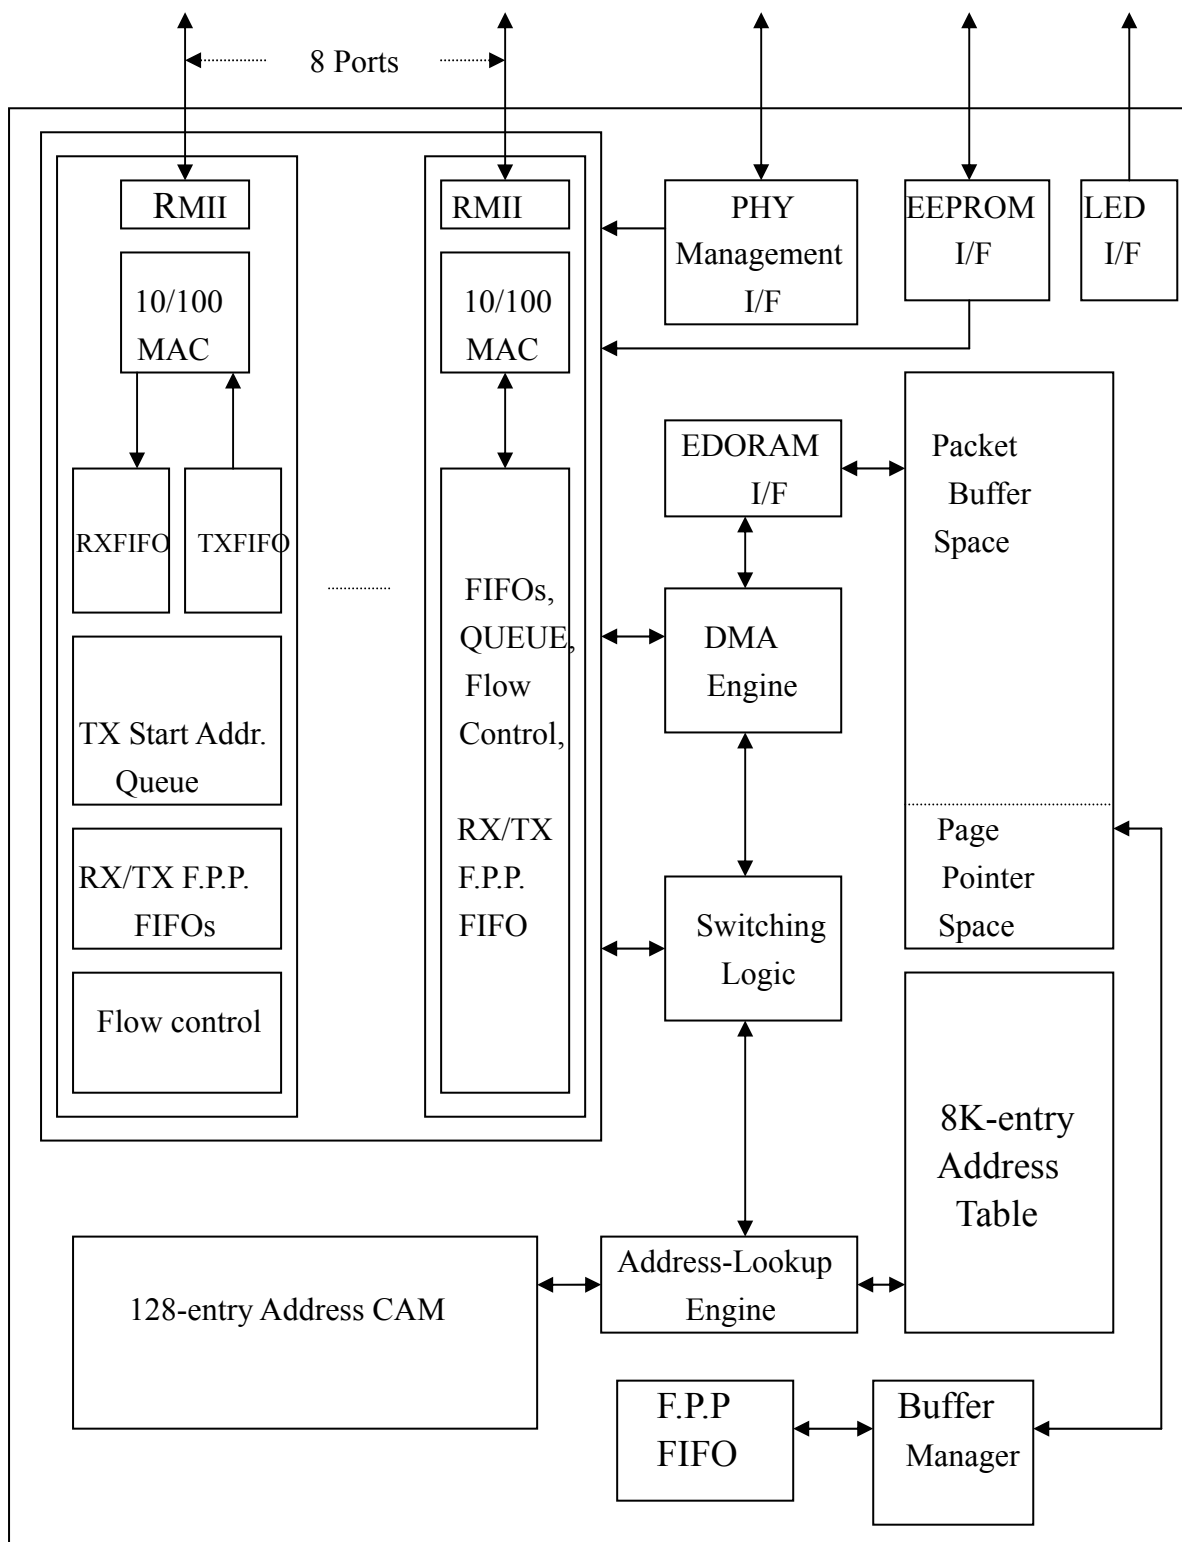 8 Ports
RMII
10/100
MAC
RXFIFO
TXFIFO
TX Start Addr.
Queue
RX/TX F.P.P.
FIFOs
Flow control
RMII
10/100
MAC
FIFOs,
QUEUE,
Flow
Control,
RX/TX
F.P.P.
FIFO
PHY
Management
I/F
EEPROM
I/F
LED
I/F
EDORAM
I/F
DMA
Engine
Switching
Logic
Packet
Buffer
Space
Page
Pointer
Space
8K-entry
Address
Table
128-entry Address CAM
Address-Lookup
Engine
F.P.P
FIFO
Buffer
Manager